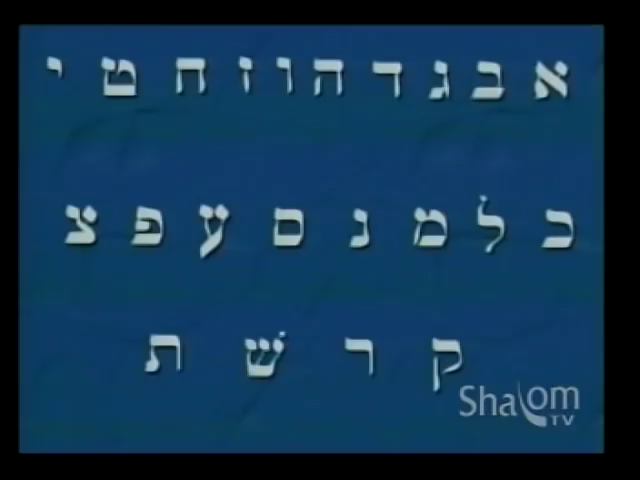 א ב ג ד ה ו ז ח ט י
כ ל מ נ ס ע פ צ
ק ר שׁ ת
Shalom
TV